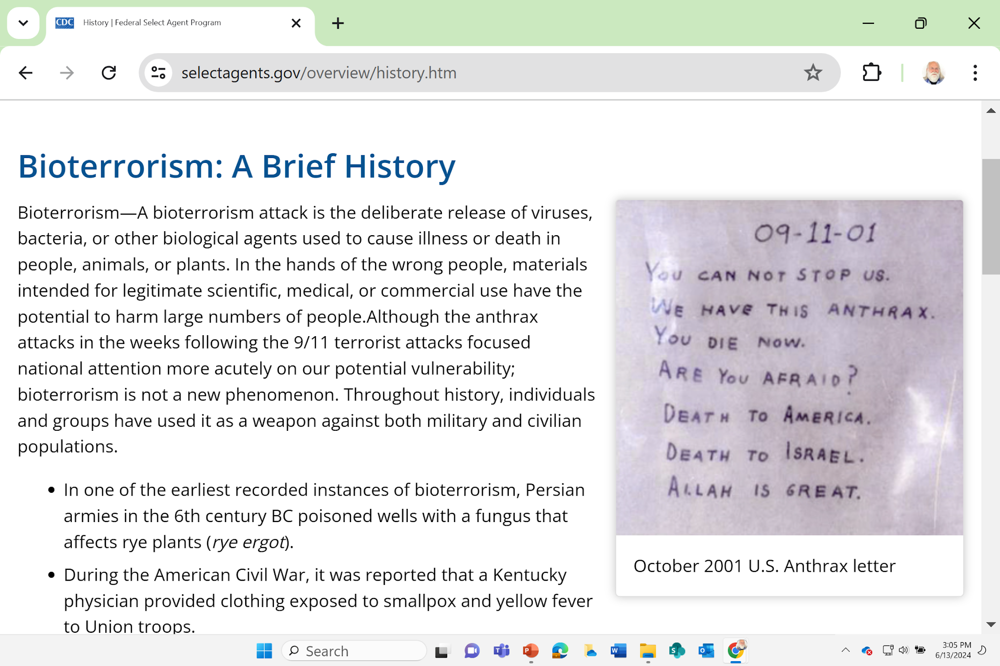 CDC History | Federal Select Agent Program
selectagents.gov/overview/history.htm
Bioterrorism: A Brief History
Bioterrorism—A bioterrorism attack is the deliberate release of viruses,
bacteria, or other biological agents used to cause illness or death in
people, animals, or plants. In the hands of the wrong people, materials
intended for legitimate scientific, medical, or commercial use have the
potential to harm large numbers of people.Although the anthrax
attacks in the weeks following the 9/11 terrorist attacks focused
national attention more acutely on our potential vulnerability;
bioterrorism is not a new phenomenon. Throughout history, individuals
and groups have used it as a weapon against both military and civilian
populations.
• In one of the earliest recorded instances of bioterrorism, Persian
armies in the 6th century BC poisoned wells with a fungus that
affects rye plants (rye ergot).
• During the American Civil War, it was reported that a Kentucky
physician provided clothing exposed to smallpox and yellow fever
to Union troops.
09-11-01
YOU CAN NOT STOP US.
WE HAVE THIS ANTHRAX.
YOU DIE NOW.
ARE YOU AFRAID?
DEATH TO AMERICA.
DEATH TO ISRAEL.
ALLAH IS GREAT.
October 2001 U.S. Anthrax letter
Search
3:05 PM
6/13/2024